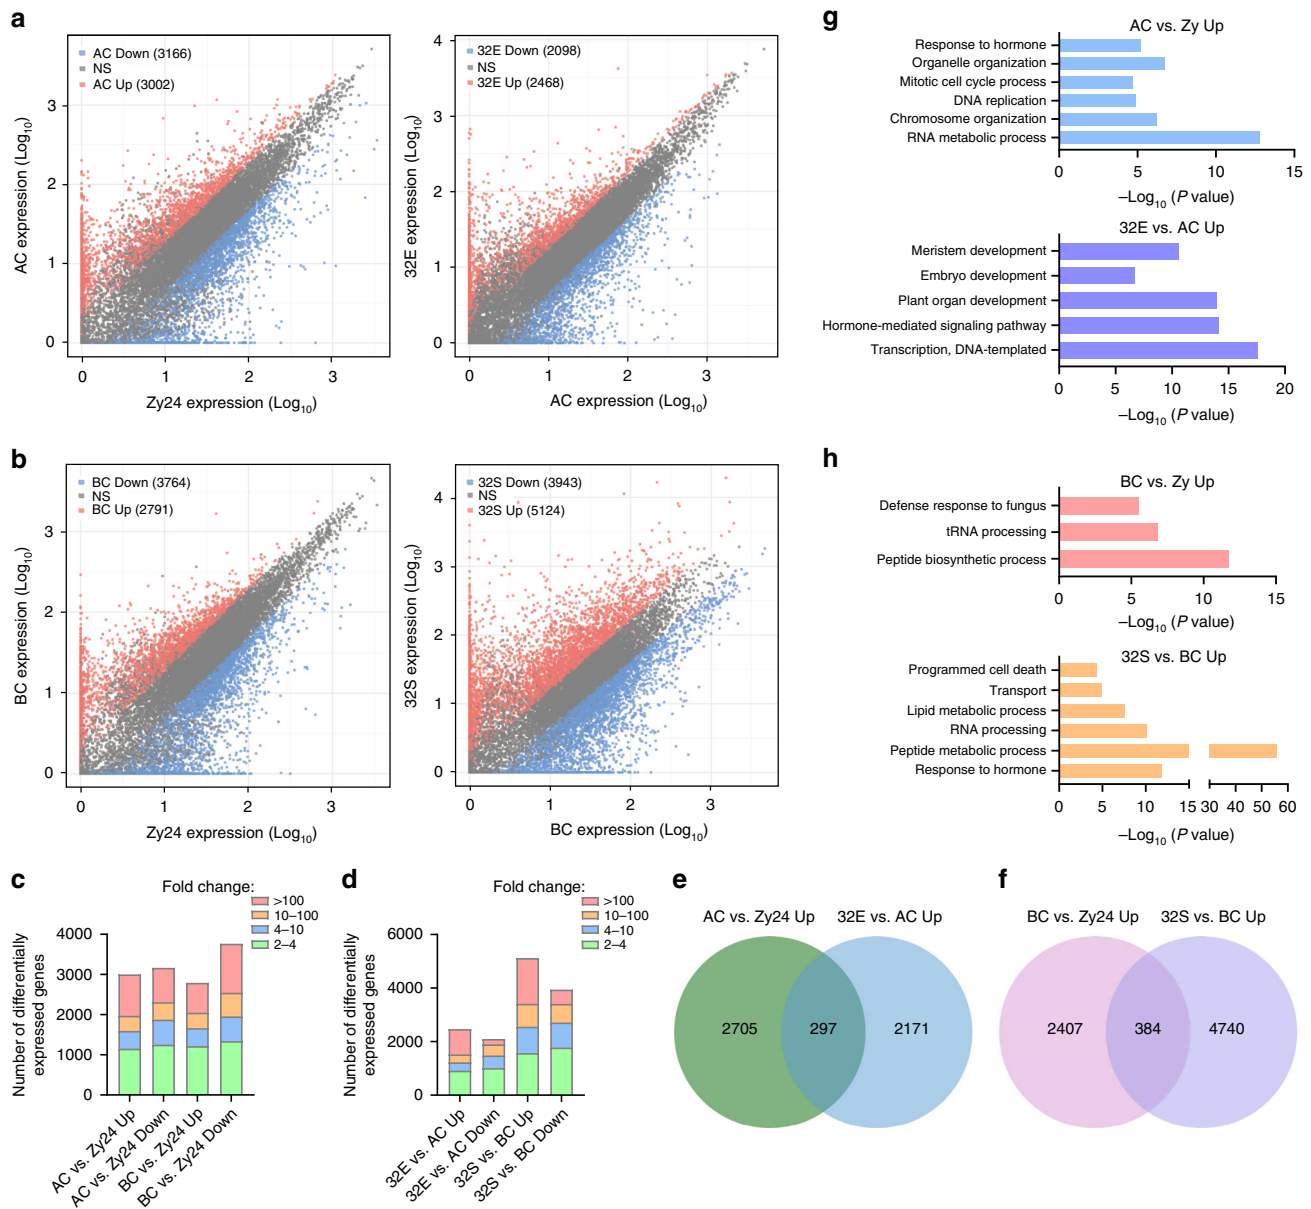 a
AC Down (3166)
NS
AC Up (3002)
3
2
1
0
AC expression (Log10)
0 1 2 3
Zy24 expression (Log10)
32E Down (2098)
NS
32E Up (2468)
4
3
2
1
0
32E expression (Log10)
0 1 2 3
AC expression (Log10)
b
BC Down (3764)
NS
BC Up (2791)
3
2
1
0
BC expression (Log10)
0 1 2 3
Zy24 expression (Log10)
32S Down (3943)
NS
32S Up (5124)
4
3
2
1
0
32S expression (Log10)
0 1 2 3
BC expression (Log10)
c
Fold change:
>100
10–100
4–10
2–4
Number of differentially
expressed genes
4000
3000
2000
1000
0
AC vs. Zy24 Up
AC vs. Zy24 Down
BC vs. Zy24 Up
BC vs. Zy24 Down
d
Fold change:
>100
10–100
4–10
2–4
Number of differentially
expressed genes
6000
4000
2000
0
32E vs. AC Up
32E vs. AC Down
32S vs. BC Up
32S vs. BC Down
e
AC vs. Zy24 Up 32E vs. AC Up
2705 297 2171
f
BC vs. Zy24 Up 32S vs. BC Up
2407 384 4740
g
AC vs. Zy Up
Response to hormone
Organelle organization
Mitotic cell cycle process
DNA replication
Chromosome organization
RNA metabolic process
0 5 10 15
–Log10 (P value)
32E vs. AC Up
Meristem development
Embryo development
Plant organ development
Hormone-mediated signaling pathway
Transcription, DNA-templated
0 5 10 15 20
–Log10 (P value)
h
BC vs. Zy Up
Defense response to fungus
tRNA processing
Peptide biosynthetic process
0 5 10 15
–Log10 (P value)
32S vs. BC Up
Programmed cell death
Transport
Lipid metabolic process
RNA processing
Peptide metabolic process
Response to hormone
0 5 10 15 30 40 50 60
–Log10 (P value)